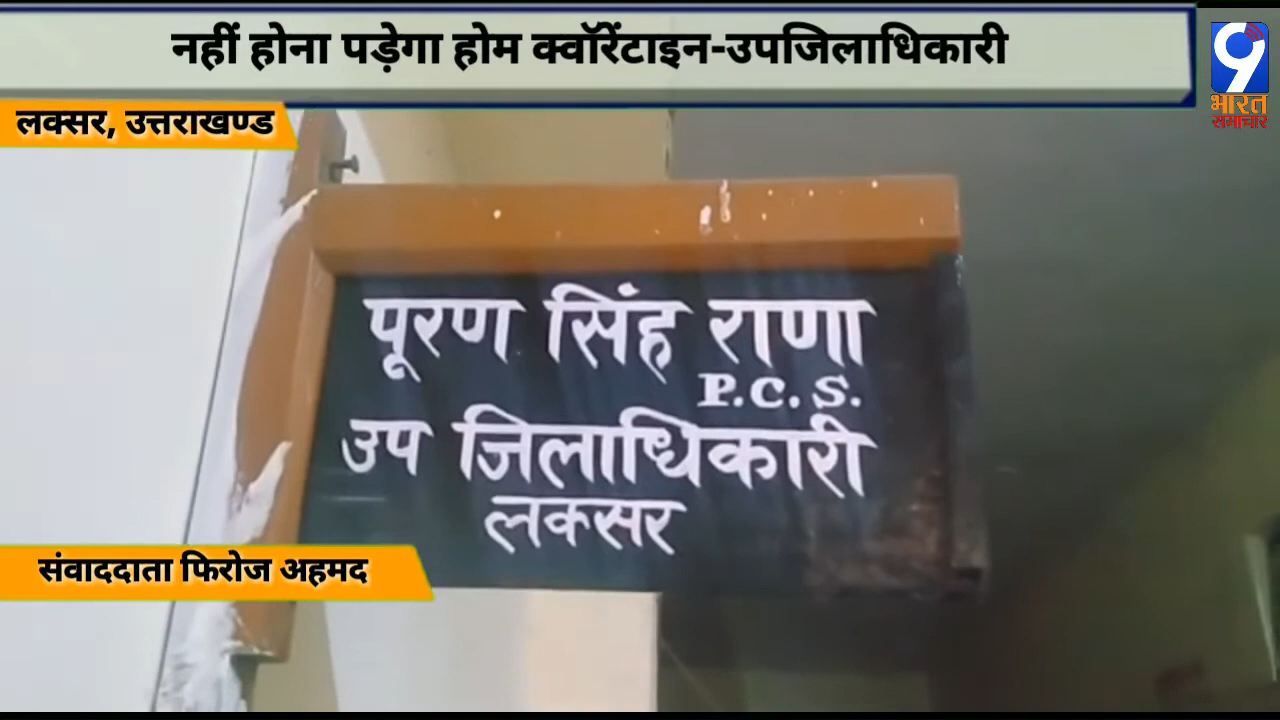 नहीं होना पड़ेगा होम क्वॉरेंटाइन-उपजिलाधिकारी
9
भारत
समाचार
लक्सर, उत्तराखण्ड
पूरण सिंह राणा
P.C.S.
उप जिलाधिकारी
लक्सर
संवाददाता फिरोज अहमद